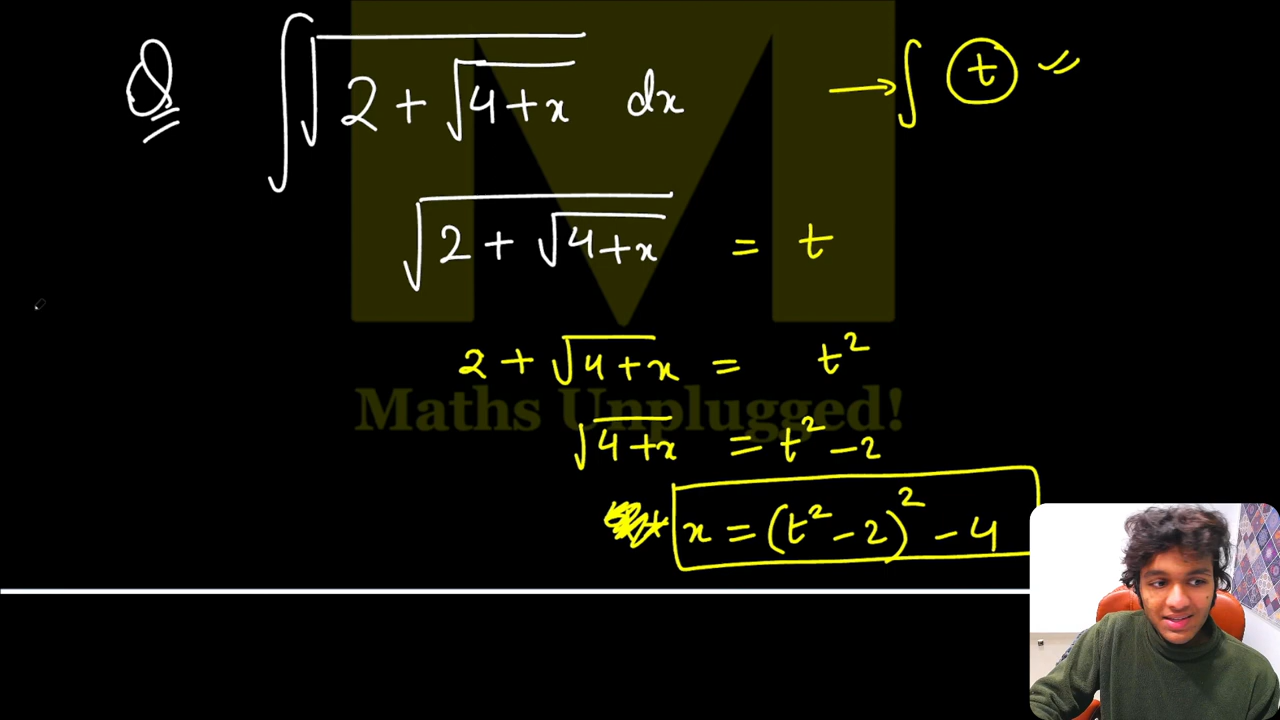 Q ∫√(2 + √(4+x)) dx → ∫ t
√(2 + √(4+x)) = t
2 + √(4+x) = t²
√(4+x) = t² - 2
x = (t² - 2)² - 4
Maths Unplugged!